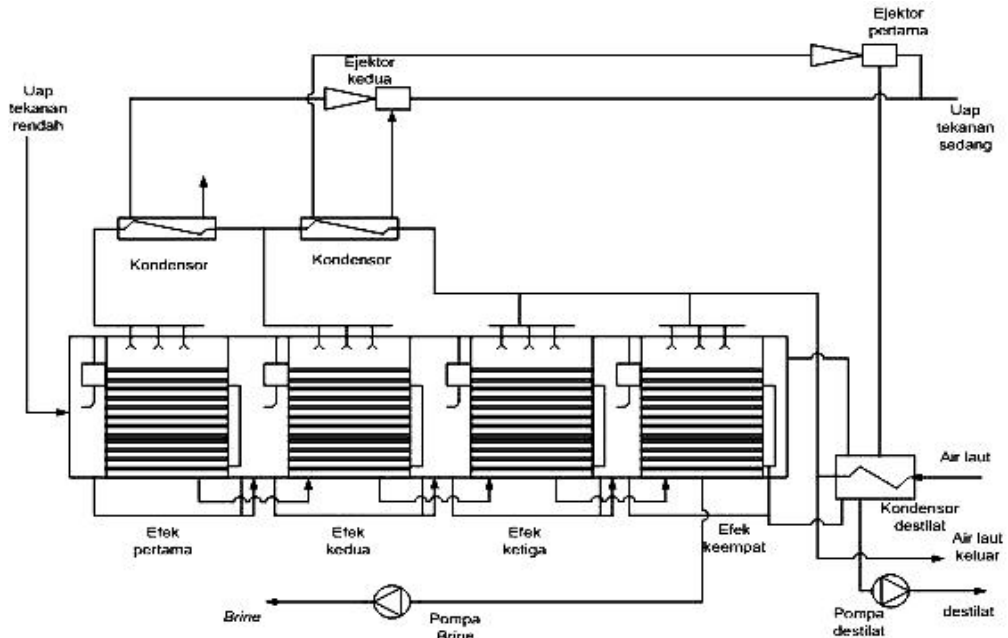 Ejektor
pertama
Ejektor
kedua
Uap
tekanan
rendah
Uap
tekanan
sedang
Kondensor
Kondensor
Air laut
Kondensor
destilat
Efek
pertama
Efek
kedua
Efek
ketiga
Efek
keempat
Air laut
keluar
Brine
Pompa
Brine
Pompa
destilat
destilat